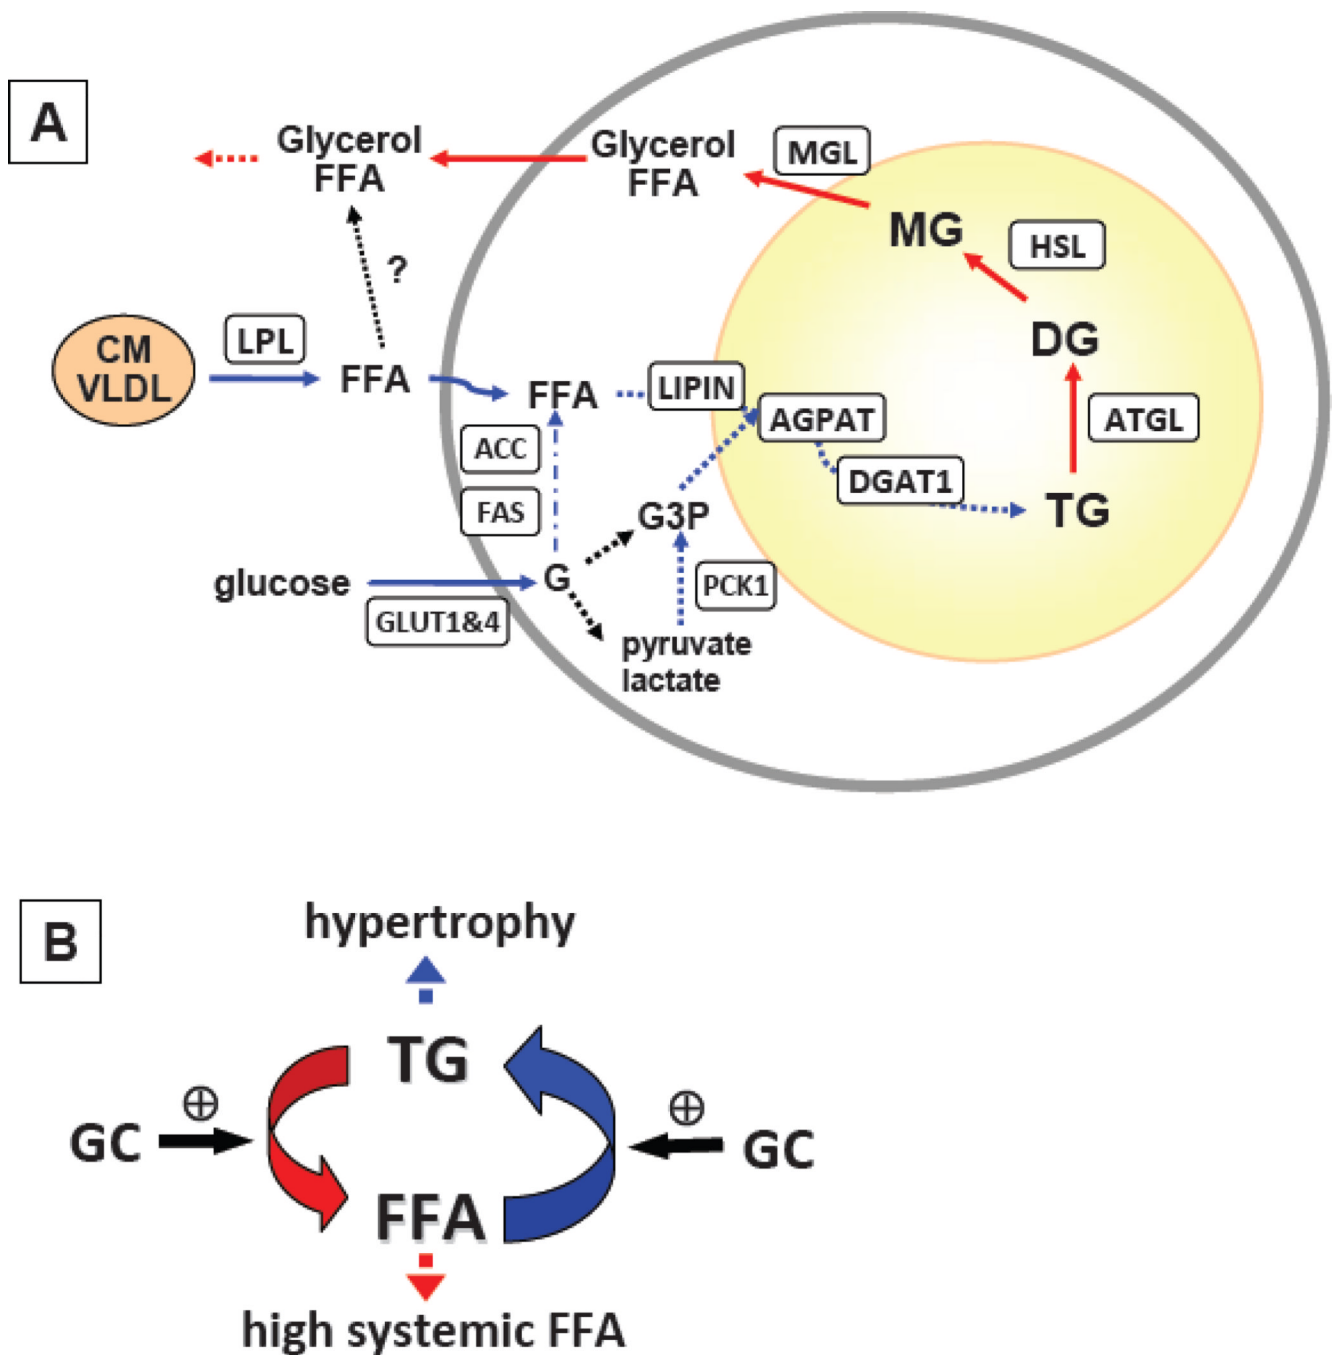 A
Glycerol
FFA
Glycerol
FFA
MGL
MG
HSL
?
DG
CM
VLDL
LPL
FFA
FFA
LIPIN
AGPAT
ATGL
ACC
DGAT1
FAS
G3P
TG
glucose
G
PCK1
GLUT1&4
pyruvate
lactate
B
hypertrophy
TG
GC
⊕
⊕
GC
FFA
high systemic FFA